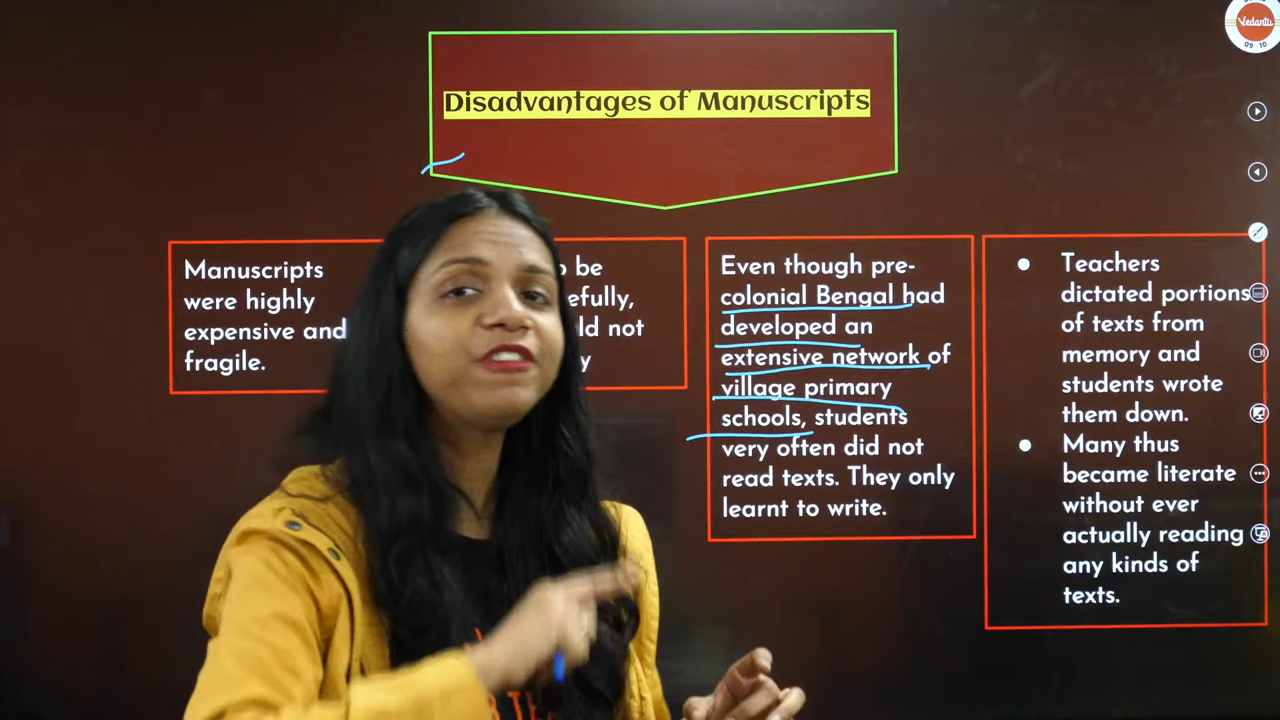 Vedantu
09 10
Disadvantages of Manuscripts
Manuscripts
were highly
expensive and
fragile.
be
ld not
Even though pre-
colonial Bengal had
developed an
extensive network of
village primary
schools, students
very often did not
read texts. They only
learnt to write.
Teachers
dictated portions
of texts from
memory and
students wrote
them down.
Many thus
became literate
without ever
actually reading
any kinds of
texts.